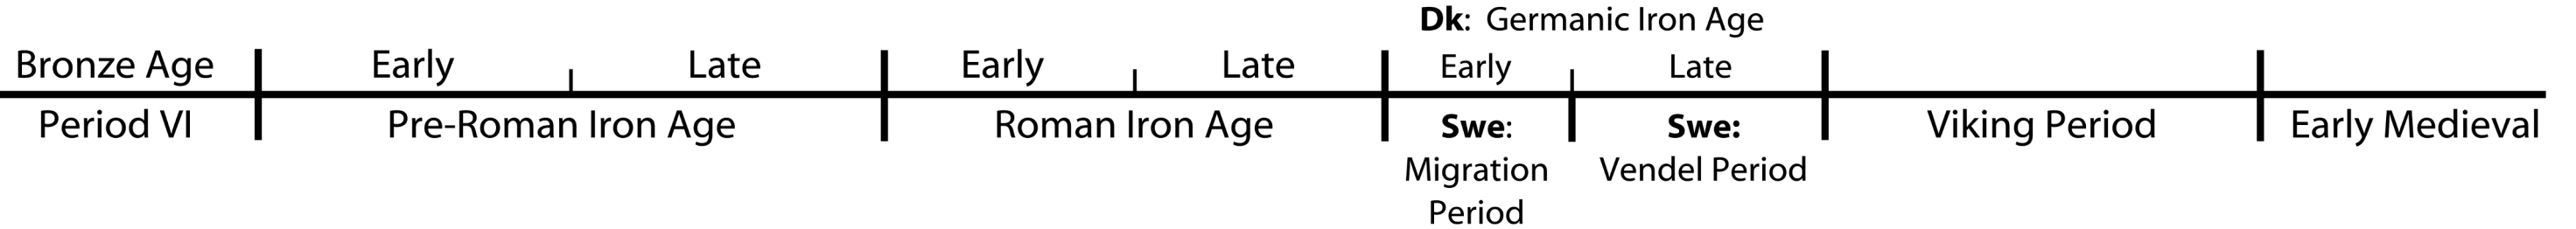 Dk: Germanic Iron Age
Bronze Age Early Late Early Late Early Late
Period VI Pre-Roman Iron Age Roman Iron Age Swe: Swe: Viking Period Early Medieval
Migration Vendel Period
Period